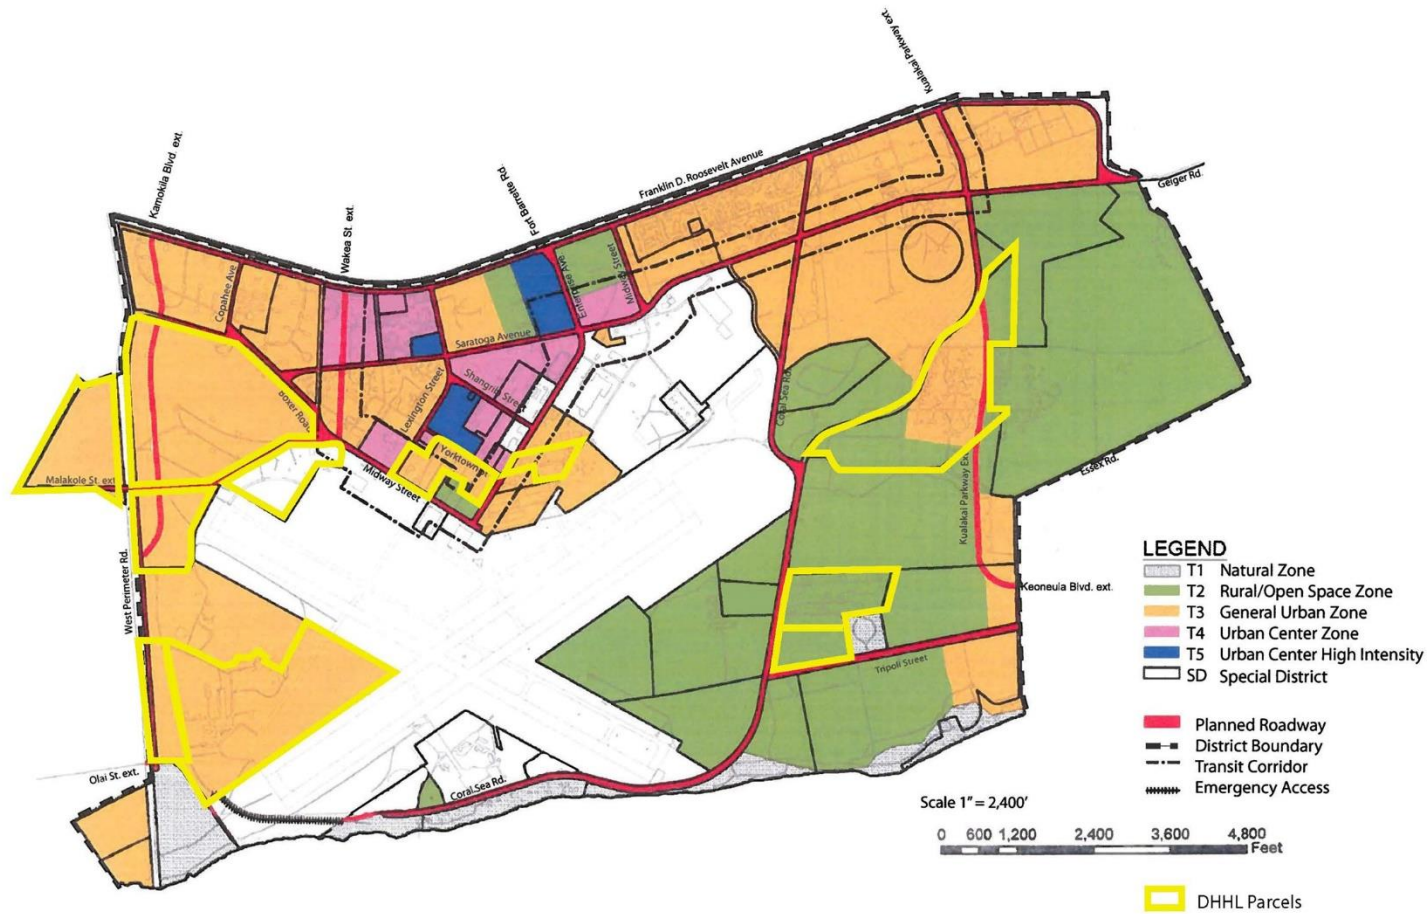 Kualakai Parkway ext.
Kamokila Blvd. ext.
Wakea St. ext.
Fort Barrette Rd.
Franklin D. Roosevelt Avenue
Geiger Rd.
Copahee Ave
Enterprise Ave
Midway Street
Saratoga Avenue
Boxer Road
Lexington Street
Shangrila Street
Coral Sea Rd.
Yorktown
Midway Street
Malakole St. ext.
Essex Rd.
Kualakai Parkway Ext
West Perimeter Rd.
Keoneula Blvd. ext.
Tripoli Street
Olai St. ext.
Coral Sea Rd.
LEGEND
T1 Natural Zone
T2 Rural/Open Space Zone
T3 General Urban Zone
T4 Urban Center Zone
T5 Urban Center High Intensity
SD Special District
Planned Roadway
District Boundary
Transit Corridor
Emergency Access
Scale 1" = 2,400'
0 600 1,200 2,400 3,600 4,800
Feet
DHHL Parcels